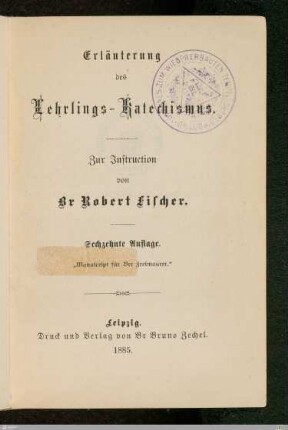 Erläuterung
des
Lehrlings-Katechismus.
Zur Instruction
von
Br Robert Fischer.
Sechzehnte Auflage.
„Manuscript für Brr Freimaurer.“
Leipzig.
Druck und Verlag von Br Bruno Zechel.
1885.